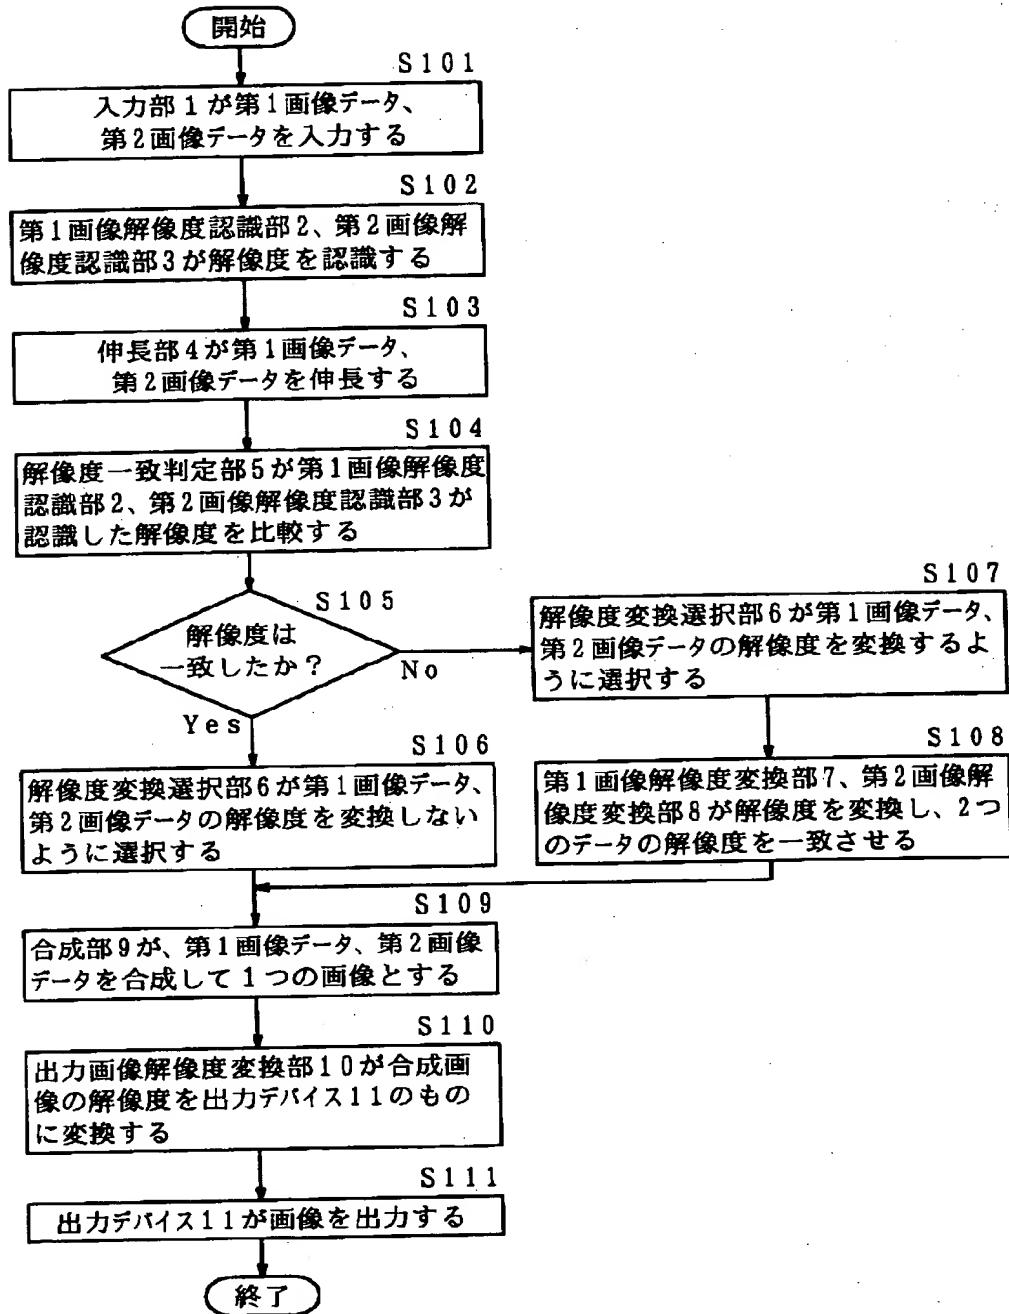 開始
S101
入力部1が第1画像データ、
第2画像データを入力する
S102
第1画像解像度認識部2、第2画像解
像度認識部3が解像度を認識する
S103
伸長部4が第1画像データ、
第2画像データを伸長する
S104
解像度一致判定部5が第1画像解像度
認識部2、第2画像解像度認識部3が
認識した解像度を比較する
S105
解像度は
一致したか?
No
Yes
S107
解像度変換選択部6が第1画像データ、
第2画像データの解像度を変換するよ
うに選択する
S106
解像度変換選択部6が第1画像データ、
第2画像データの解像度を変換しない
ように選択する
S108
第1画像解像度変換部7、第2画像解
像度変換部8が解像度を変換し、2つ
のデータの解像度を一致させる
S109
合成部9が、第1画像データ、第2画像
データを合成して1つの画像とする
S110
出力画像解像度変換部10が合成画
像の解像度を出力デバイス11のもの
に変換する
S111
出力デバイス11が画像を出力する
終了